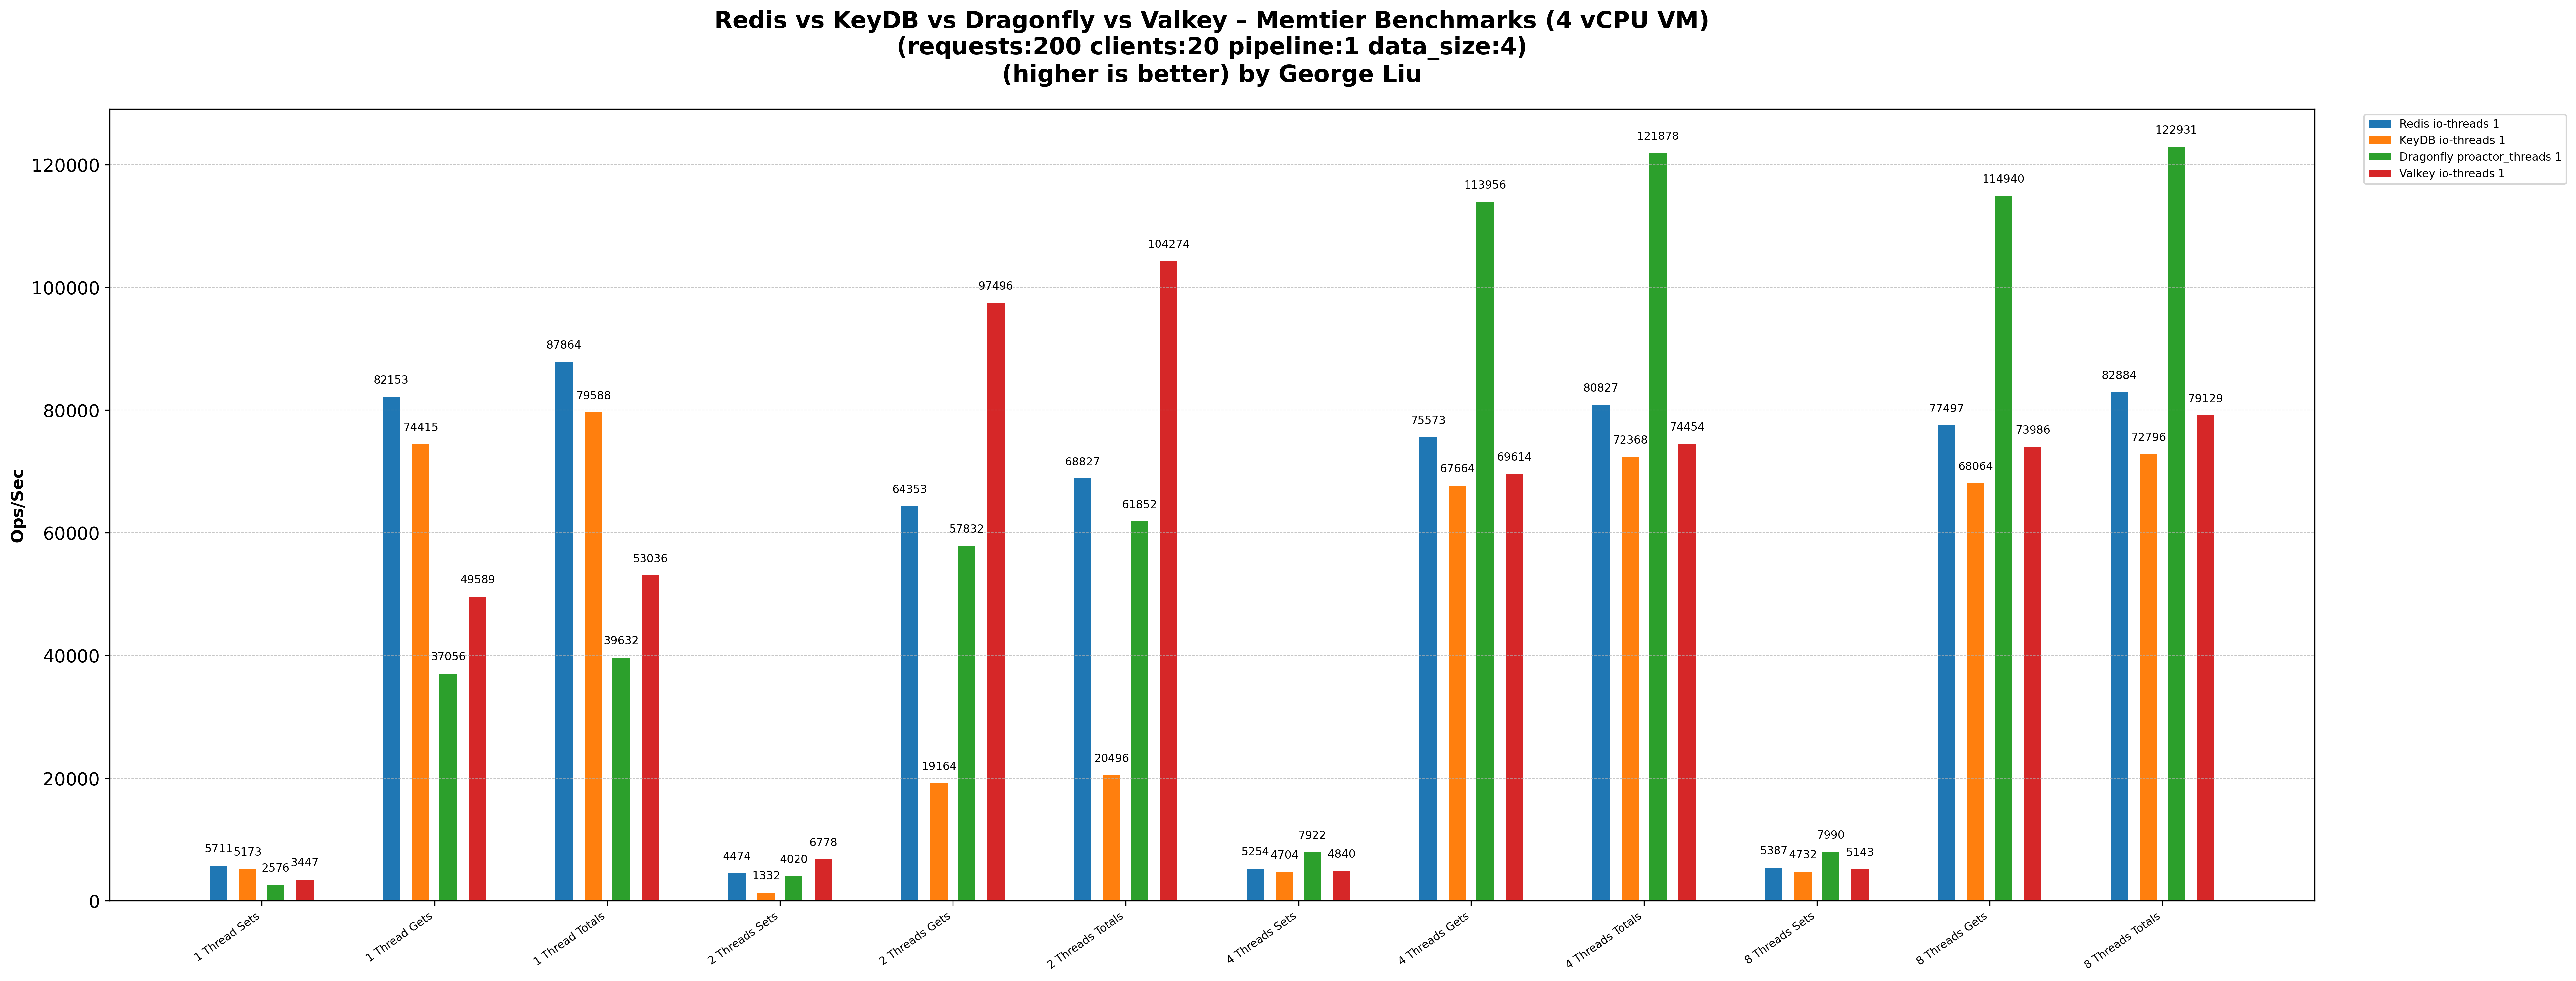 Redis vs KeyDB vs Dragonfly vs Valkey – Memtier Benchmarks (4 vCPU VM)
(requests:200 clients:20 pipeline:1 data_size:4)
(higher is better) by George Liu
Redis io-threads 1
KeyDB io-threads 1
Dragonfly proactor_threads 1
Valkey io-threads 1
Ops/Sec
120000
100000
80000
60000
40000
20000
0
5711
5173
2576
3447
82153
74415
37056
49589
87864
79588
39632
53036
4474
1332
4020
6778
64353
19164
57832
97496
68827
20496
61852
104274
5254
4704
7922
4840
75573
67664
113956
69614
80827
72368
121878
74454
5387
4732
7990
5143
77497
68064
114940
73986
82884
72796
122931
79129
1 Thread Sets
1 Thread Gets
1 Thread Totals
2 Threads Sets
2 Threads Gets
2 Threads Totals
4 Threads Sets
4 Threads Gets
4 Threads Totals
8 Threads Sets
8 Threads Gets
8 Threads Totals